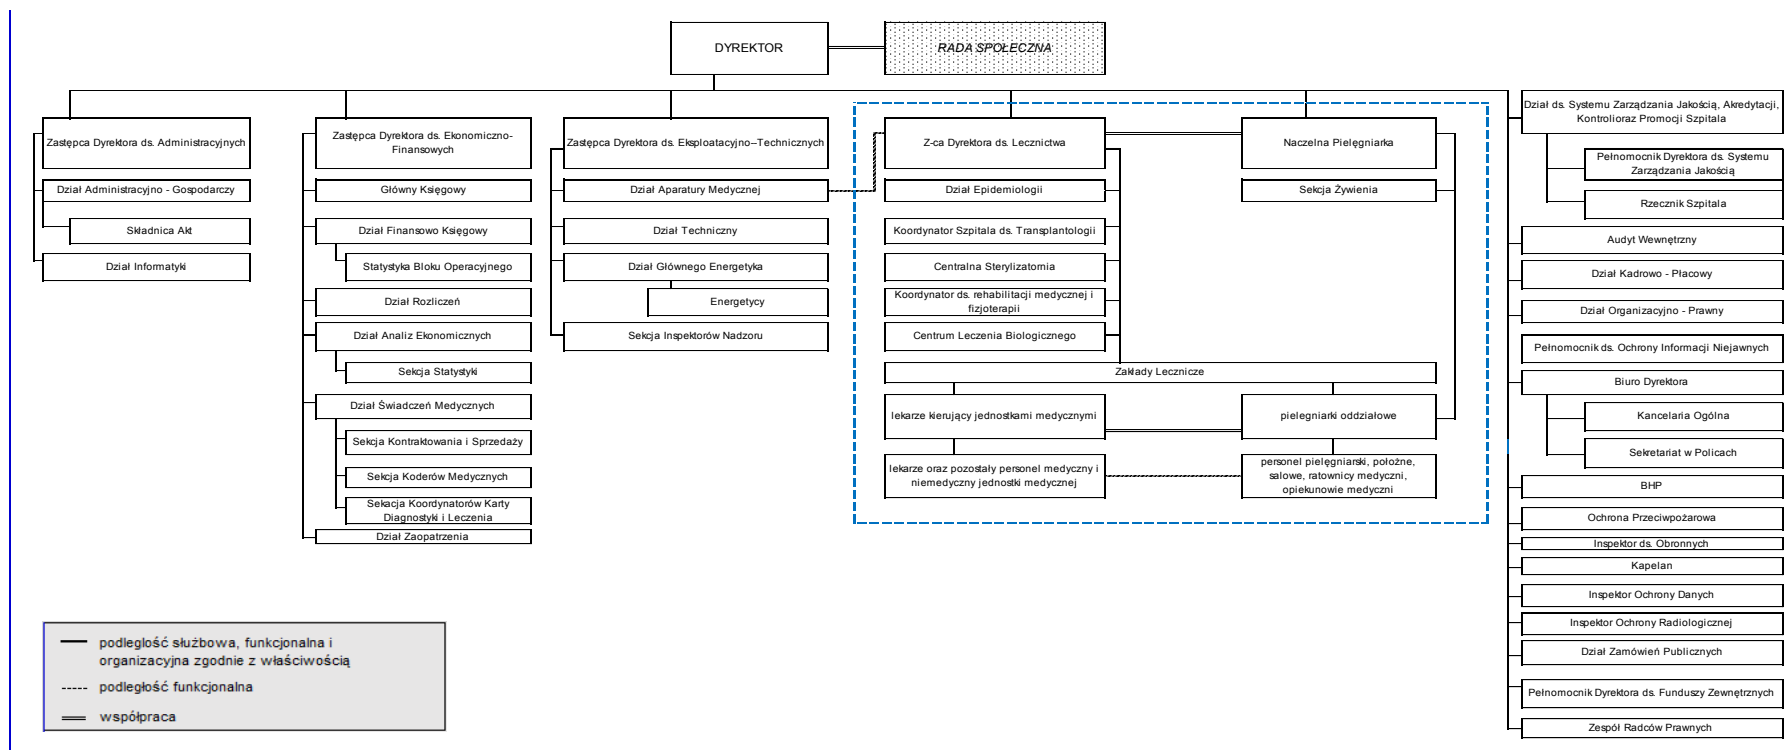 DYREKTOR
RADA SPOŁECZNA
Zastępca Dyrektora ds. Administracyjnych
Dział Administracyjno - Gospodarczy
Składnica Akt
Dział Informatyki
Zastępca Dyrektora ds. Ekonomiczno-
Finansowych
Główny Księgowy
Dział Finansowo Księgowy
Statystyka Bloku Operacyjnego
Dział Rozliczeń
Dział Analiz Ekonomicznych
Sekcja Statystyki
Dział Świadczeń Medycznych
Sekcja Kontraktowania i Sprzedaży
Sekcja Koderów Medycznych
Sekacja Koordynatorów Karty
Diagnostyki i Leczenia
Dział Zaopatrzenia
Zastępca Dyrektora ds. Eksploatacyjno–Technicznych
Dział Aparatury Medycznej
Dział Techniczny
Dział Głównego Energetyka
Energetycy
Sekcja Inspektorów Nadzoru
Z-ca Dyrektora ds. Lecznictwa
Dział Epidemiologii
Koordynator Szpitala ds. Transplantologii
Centralna Sterylizatornia
Koordynator ds. rehabilitacji medycznej i
fizjoterapii
Centrum Leczenia Biologicznego
Naczelna Pielęgniarka
Sekcja Żywienia
Zakłady Lecznicze
lekarze kierujący jednostkami medycznymi
pielegniarki oddziałowe
lekarze oraz pozostały personel medyczny i
niemedyczny jednostki medycznej
personel pielęgniarski, położne,
salowe, ratownicy medyczni,
opiekunowie medyczni
Dział ds. Systemu Zarządzania Jakością, Akredytacji,
Kontrolioraz Promocji Szpitala
Pełnomocnik Dyrektora ds. Systemu
Zarządzania Jakością
Rzecznik Szpitala
Audyt Wewnętrzny
Dział Kadrowo - Płacowy
Dział Organizacyjno - Prawny
Pełnomocnik ds. Ochrony Informacji Niejawnych
Biuro Dyrektora
Kancelaria Ogólna
Sekretariat w Policach
BHP
Ochrona Przeciwpożarowa
Inspektor ds. Obronnych
Kapelan
Inspektor Ochrony Danych
Inspektor Ochrony Radiologicznej
Dział Zamówień Publicznych
Pełnomocnik Dyrektora ds. Funduszy Zewnętrznych
Zespół Radców Prawnych
podległość służbowa, funkcjonalna i
organizacyjna zgodnie z właściwością
podległość funkcjonalna
współpraca